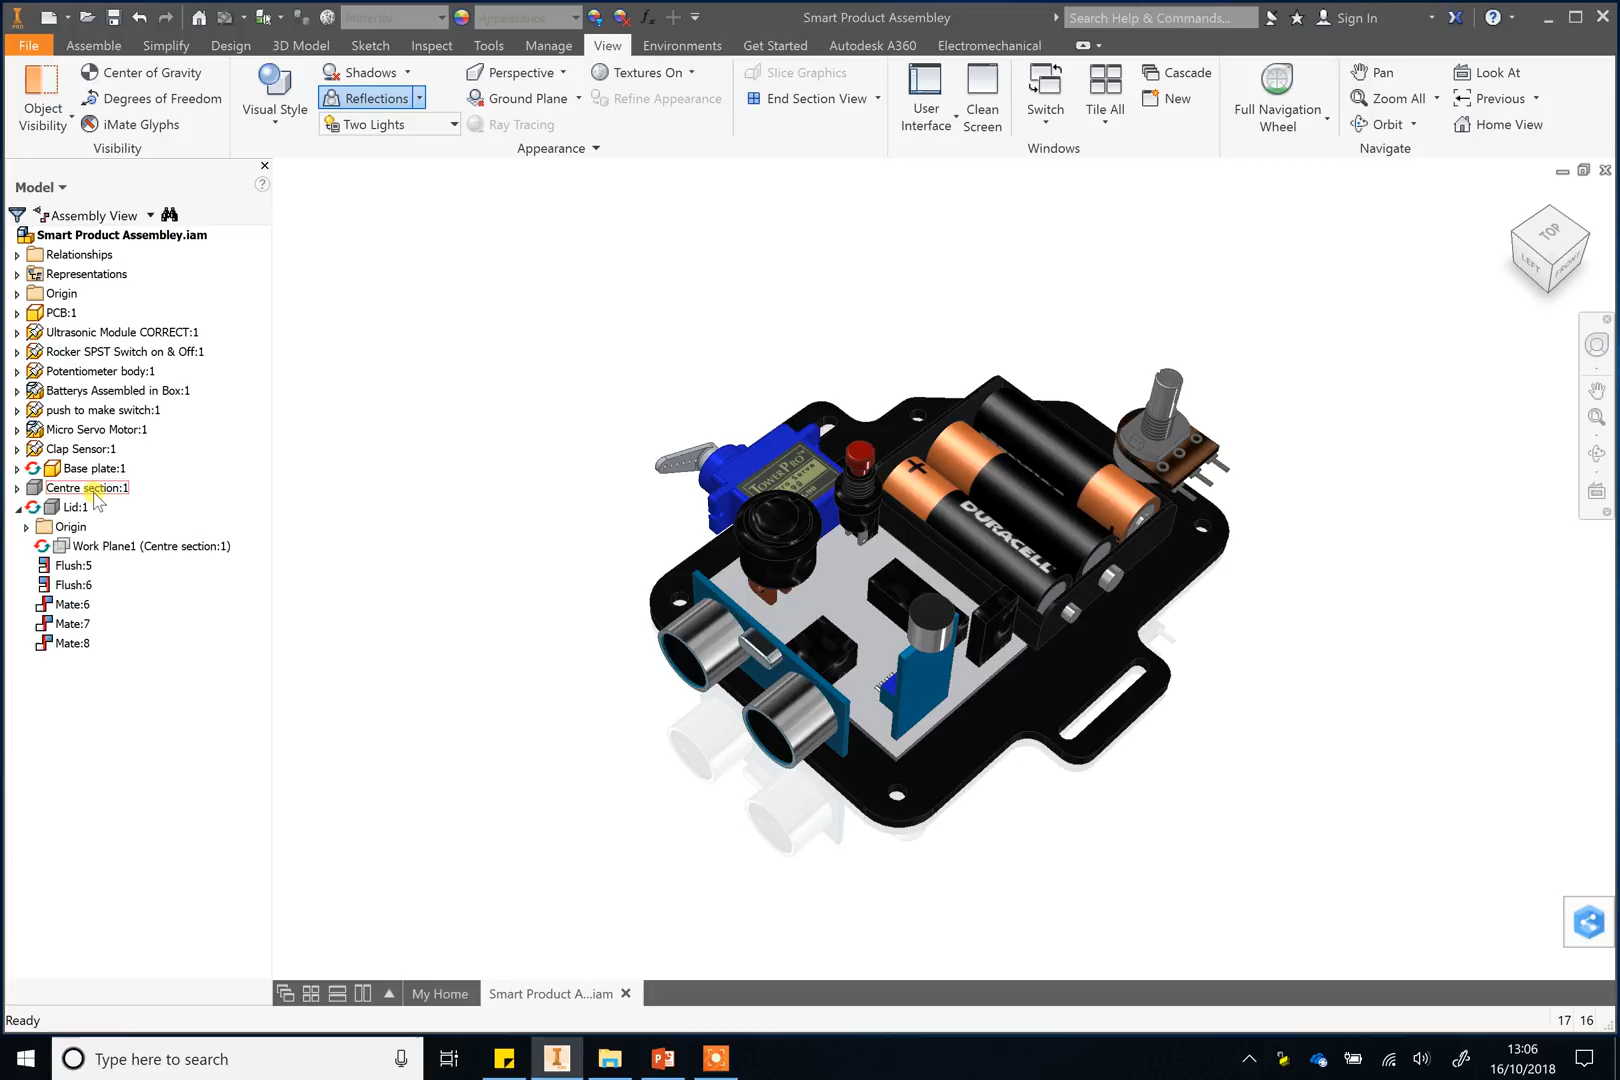 PRO
Material
Appearance
Smart Product Assembley
Search Help & Commands...
Sign In
File
Assemble
Simplify
Design
3D Model
Sketch
Inspect
Tools
Manage
View
Environments
Get Started
Autodesk A360
Electromechanical
Object
Visibility
Center of Gravity
Degrees of Freedom
iMate Glyphs
Visibility
Visual Style
Shadows
Reflections
Two Lights
Perspective
Ground Plane
Ray Tracing
Textures On
Refine Appearance
Appearance
Slice Graphics
End Section View
User
Interface
Clean
Screen
Switch
Tile All
Cascade
New
Windows
Full Navigation
Wheel
Pan
Zoom All
Orbit
Look At
Previous
Home View
Navigate
Model
Assembly View
Smart Product Assembley.iam
Relationships
Representations
Origin
PCB:1
Ultrasonic Module CORRECT:1
Rocker SPST Switch on & Off:1
Potentiometer body:1
Batterys Assembled in Box:1
push to make switch:1
Micro Servo Motor:1
Clap Sensor:1
Base plate:1
Centre section:1
Lid:1
Origin
Work Plane1 (Centre section:1)
Flush:5
Flush:6
Mate:6
Mate:7
Mate:8
TOP
LEFT
FRONT
TowerPro™
DURACELL
My Home
Smart Product A...iam
Ready
17 16
Type here to search
13:06
16/10/2018